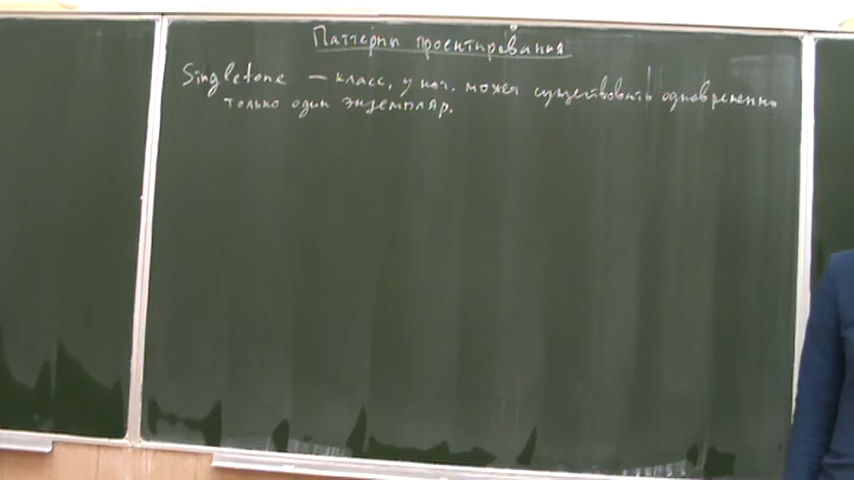 Паттерны проектирования
Singletone — класс, у кот. может существовать одновременно
только один экземпляр.